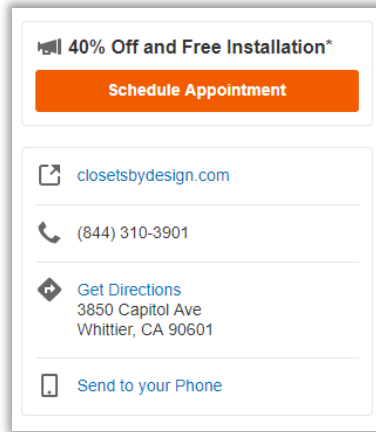 40% Off and Free Installation*
Schedule Appointment
closetsbydesign.com
(844) 310-3901
Get Directions
3850 Capitol Ave
Whittier, CA 90601
Send to your Phone